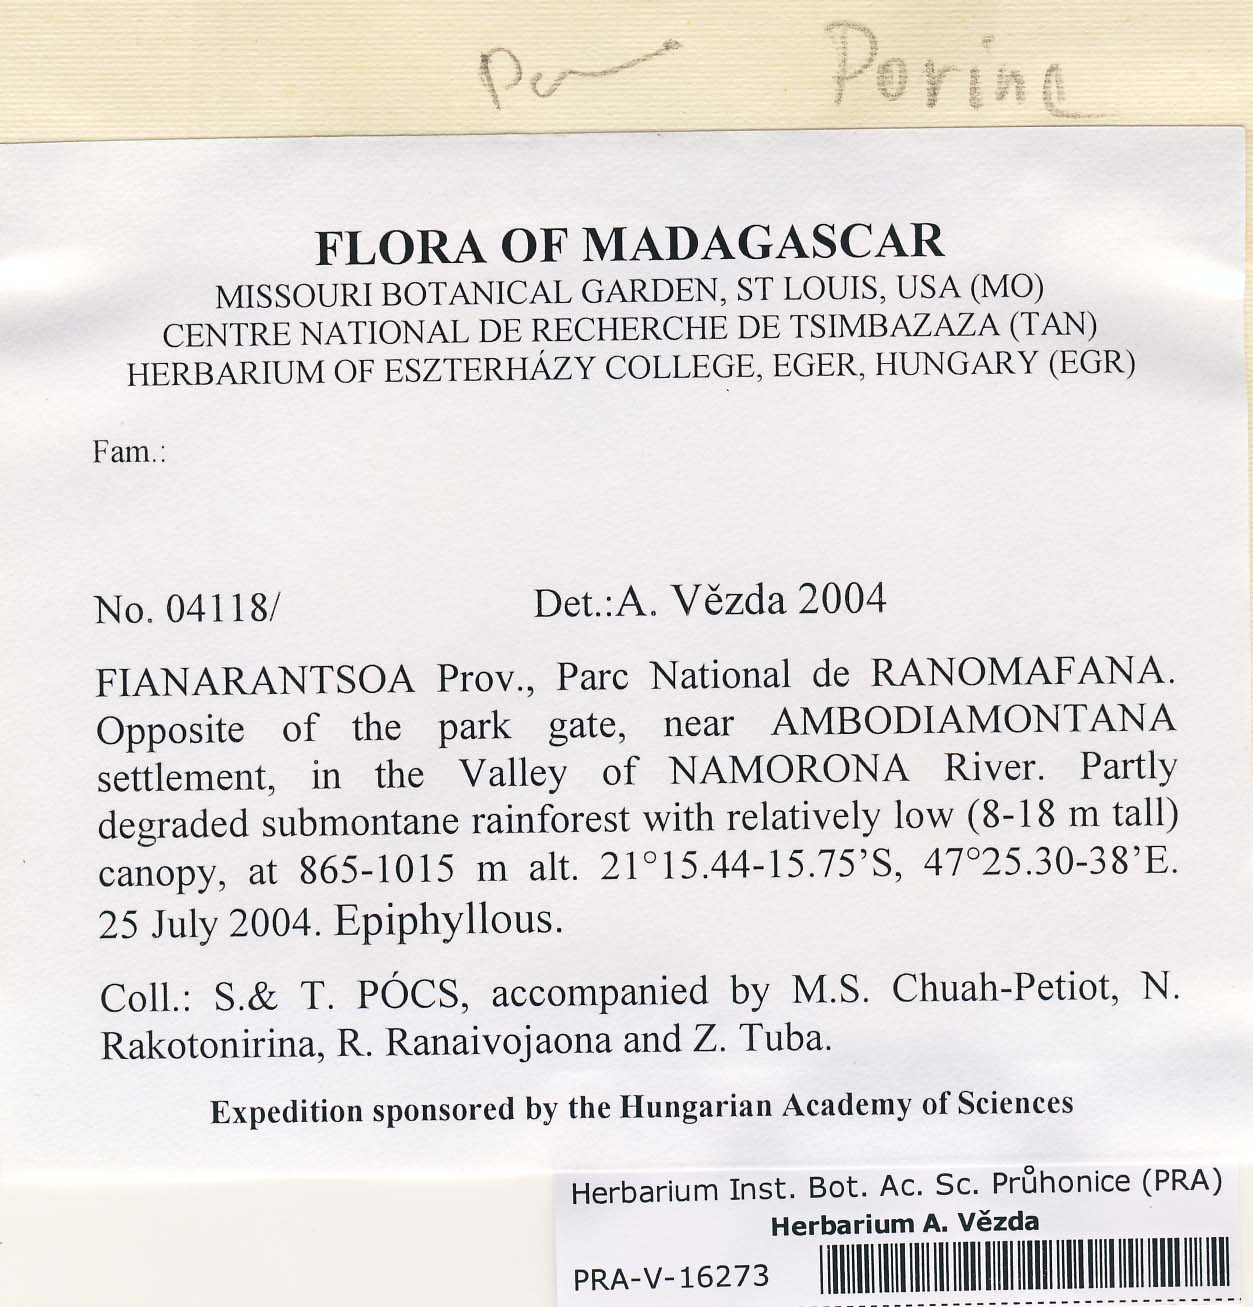 Porina
FLORA OF MADAGASCAR
MISSOURI BOTANICAL GARDEN, ST LOUIS, USA (MO)
CENTRE NATIONAL DE RECHERCHE DE TSIMBAZAZA (TAN)
HERBARIUM OF ESZTERHÁZY COLLEGE, EGER, HUNGARY (EGR)
Fam.:
No. 04118/ Det.:A. Vězda 2004
FIANARANTSOA Prov., Parc National de RANOMAFANA.
Opposite of the park gate, near AMBODIAMONTANA
settlement, in the Valley of NAMORONA River. Partly
degraded submontane rainforest with relatively low (8-18 m tall)
canopy, at 865-1015 m alt. 21°15.44-15.75’S, 47°25.30-38’E.
25 July 2004. Epiphyllous.
Coll.: S.& T. PÓCS, accompanied by M.S. Chuah-Petiot, N.
Rakotonirina, R. Ranaivojaona and Z. Tuba.
Expedition sponsored by the Hungarian Academy of Sciences
Herbarium Inst. Bot. Ac. Sc. Průhonice (PRA)
Herbarium A. Vězda
PRA-V-16273